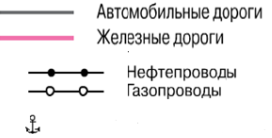 Автомобильные дороги
Железные дороги
Нефтепроводы
Газопроводы